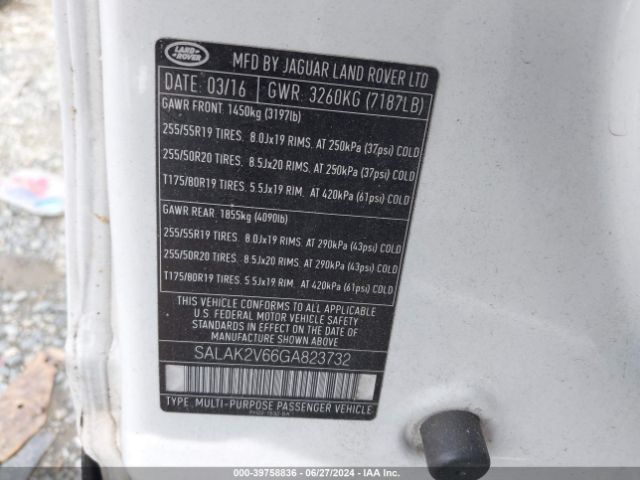 LAND ROVER
MFD BY JAGUAR LAND ROVER LTD
DATE: 03/16 GWR: 3260KG (7187LB)
GAWR FRONT: 1450kg (3197lb)
255/55R19 TIRES. 8.0Jx19 RIMS. AT 250kPa (37psi) COLD
255/50R20 TIRES. 8.5Jx20 RIMS. AT 250kPa (37psi) COLD
T175/80R19 TIRES. 5.5Jx19 RIM. AT 420kPa (61psi) COLD
GAWR REAR: 1855kg (4090lb)
255/55R19 TIRES. 8.0Jx19 RIMS. AT 290kPa (43psi) COLD
255/50R20 TIRES. 8.5Jx20 RIMS. AT 290kPa (43psi) COLD
T175/80R19 TIRES. 5.5Jx19 RIM. AT 420kPa (61psi) COLD
THIS VEHICLE CONFORMS TO ALL APPLICABLE
U.S. FEDERAL MOTOR VEHICLE SAFETY
STANDARDS IN EFFECT ON THE DATE OF
MANUFACTURE SHOWN ABOVE
SALAK2V66GA823732
TYPE: MULTI-PURPOSE PASSENGER VEHICLE
000-39758836 - 06/27/2024 - IAA Inc.